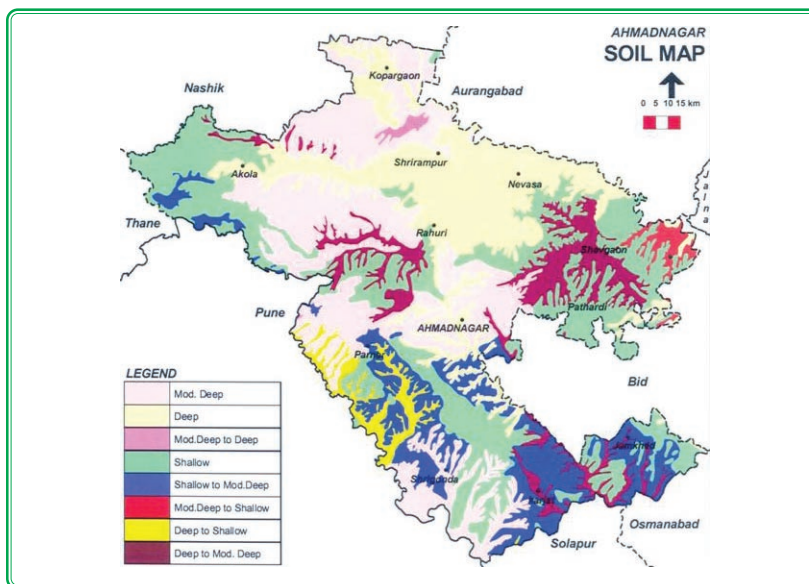 AHMADNAGAR
SOIL MAP
0 5 10 15 km
Kopargaon
Nashik
Aurangabad
Shrirampur
Akola
Nevasa
Jalna
Thane
Rahuri
Shevgaon
Pune
Pathardi
AHMADNAGAR
Parner
Bid
LEGEND
Mod. Deep
Deep
Mod.Deep to Deep
Shallow
Shallow to Mod.Deep
Mod.Deep to Shallow
Deep to Shallow
Deep to Mod. Deep
Jamkhed
Shrigonda
Karjat
Osmanabad
Solapur